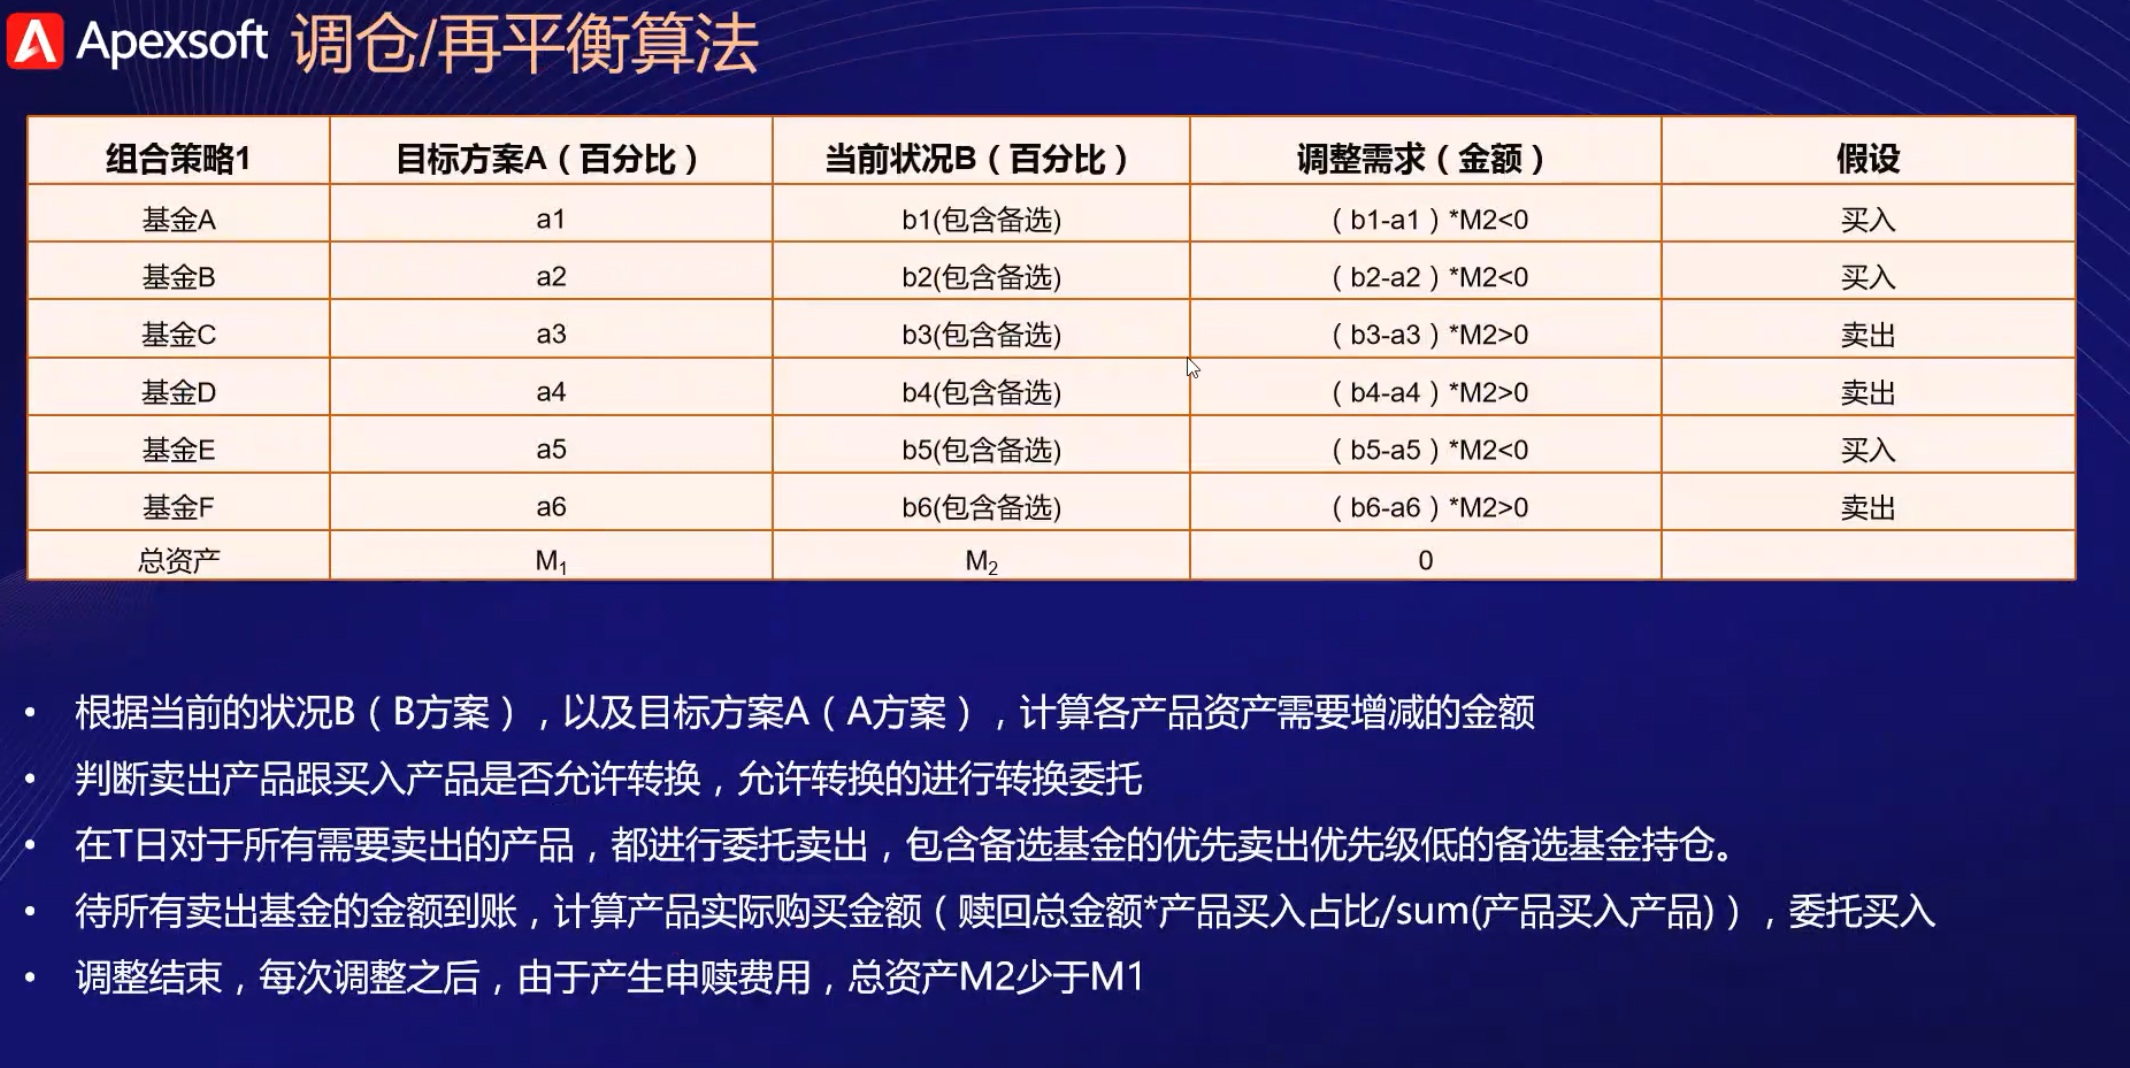 Apexsoft 调仓/再平衡算法
组合策略1 目标方案A（百分比） 当前状况B（百分比） 调整需求（金额） 假设
基金A a1 b1(包含备选) （b1-a1）*M2<0 买入
基金B a2 b2(包含备选) （b2-a2）*M2<0 买入
基金C a3 b3(包含备选) （b3-a3）*M2>0 卖出
基金D a4 b4(包含备选) （b4-a4）*M2>0 卖出
基金E a5 b5(包含备选) （b5-a5）*M2<0 买入
基金F a6 b6(包含备选) （b6-a6）*M2>0 卖出
总资产 M₁ M₂ 0
• 根据当前的状况B（B方案），以及目标方案A（A方案），计算各产品资产需要增减的金额
• 判断卖出产品跟买入产品是否允许转换，允许转换的进行转换委托
• 在T日对于所有需要卖出的产品，都进行委托卖出，包含备选基金的优先卖出优先级低的备选基金持仓。
• 待所有卖出基金的金额到账，计算产品实际购买金额（赎回总金额*产品买入占比/sum(产品买入产品)），委托买入
• 调整结束，每次调整之后，由于产生申赎费用，总资产M2少于M1